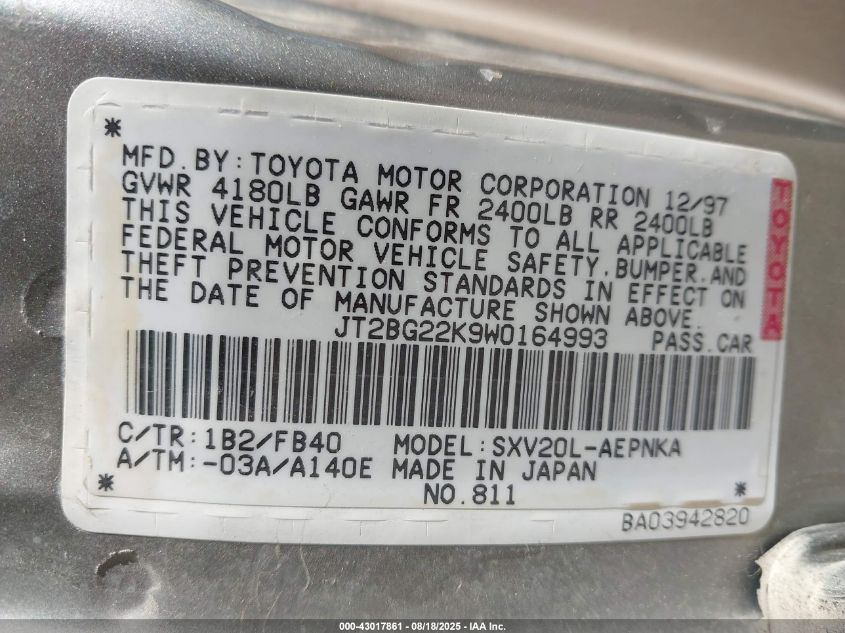 MFD.BY:TOYOTA MOTOR CORPORATION 12/97
GVWR 4180LB GAWR FR 2400LB RR 2400LB
THIS VEHICLE CONFORMS TO ALL APPLICABLE
FEDERAL MOTOR VEHICLE SAFETY,BUMPER,AND
THEFT PREVENTION STANDARDS IN EFFECT ON
THE DATE OF MANUFACTURE SHOWN ABOVE.
JT2BG22K9W0164993 PASS.CAR
C/TR:1B2/FB40 MODEL:SXV20L-AEPNKA
A/TM:-03A/A140E MADE IN JAPAN
NO.811
BA03942820
TOYOTA
000-43017861 - 08/18/2025 - IAA Inc.